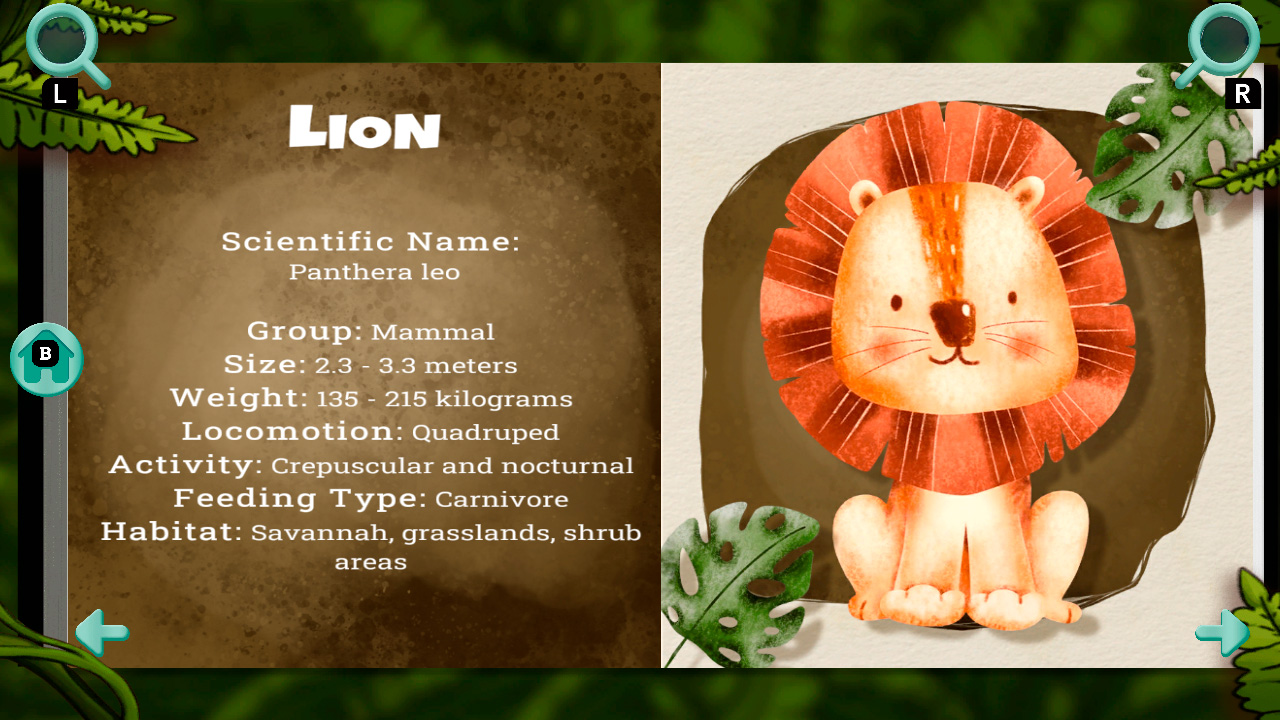 L
R
Lion
Scientific Name:
Panthera leo
Group: Mammal
Size: 2.3 - 3.3 meters
B
Weight: 135 - 215 kilograms
Locomotion: Quadruped
Activity: Crepuscular and nocturnal
Feeding Type: Carnivore
Habitat: Savannah, grasslands, shrub
areas